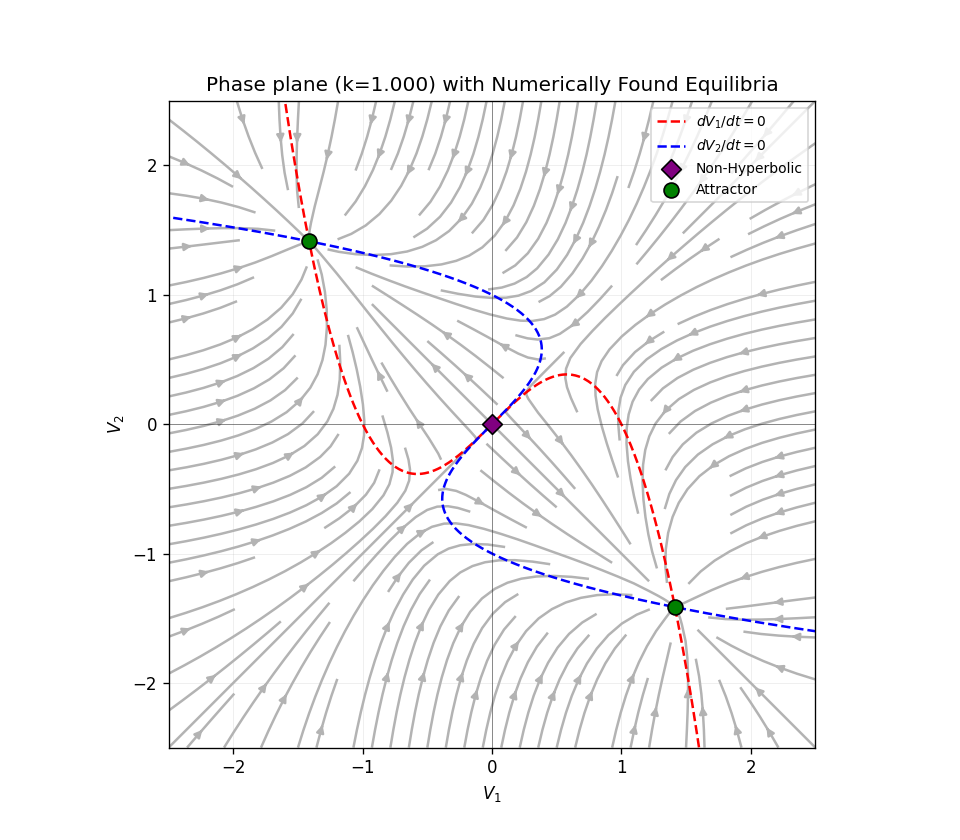 Phase plane (k=1.000) with Numerically Found Equilibria
dV₁/dt = 0
dV₂/dt = 0
Non-Hyperbolic
Attractor
2
1
0
−1
−2
V₂
−2 −1 0 1 2
V₁